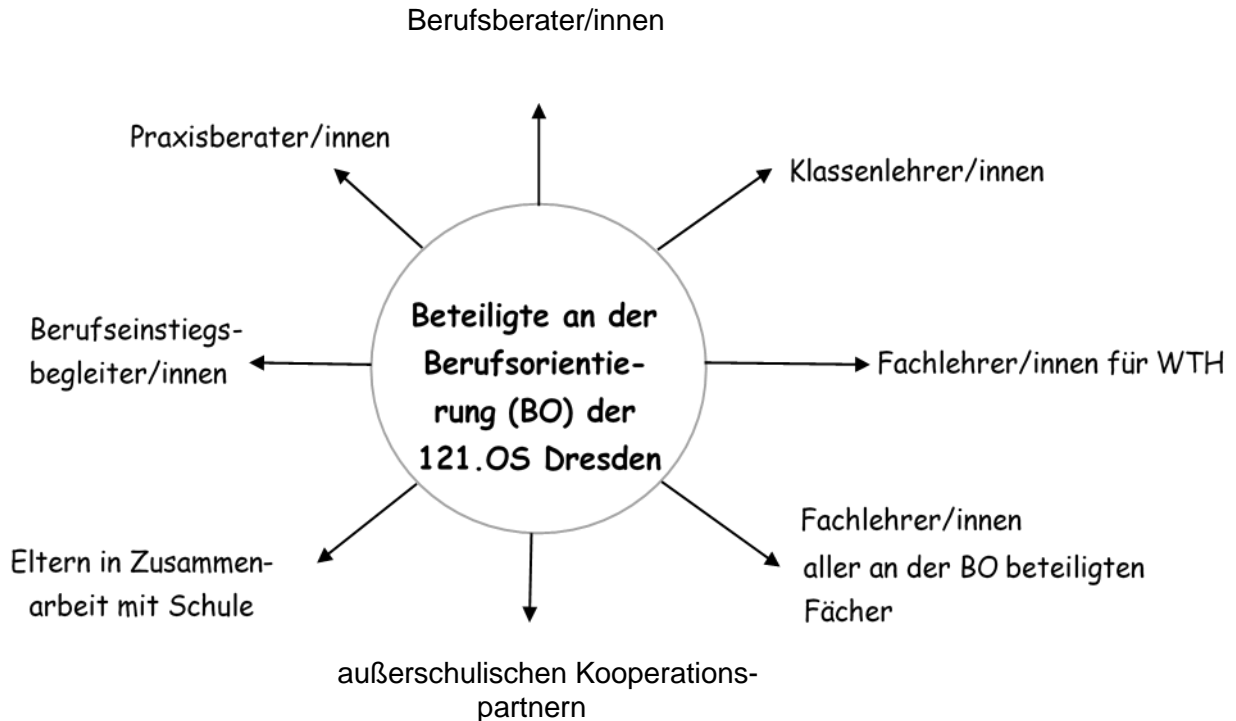 Berufsberater/innen
Praxisberater/innen
Klassenlehrer/innen
Beteiligte an der
Berufsorientie-
rung (BO) der
121.OS Dresden
Berufseinstiegs-
begleiter/innen
Fachlehrer/innen für WTH
Eltern in Zusammen-
arbeit mit Schule
Fachlehrer/innen
aller an der BO beteiligten
Fächer
außerschulischen Kooperations-
partnern